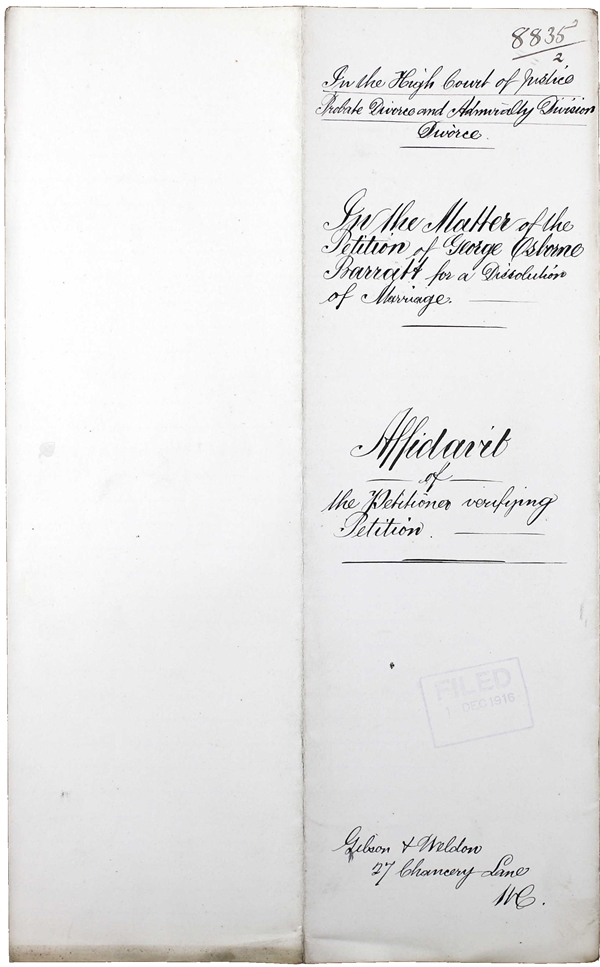 8835
2
In the High Court of Justice
Probate Divorce and Admiralty Division
Divorce.
In the Matter of the
Petition of George Osborne
Barratt for a Dissolution
of Marriage.
Affidavit
of
the Petitioner verifying
Petition.
FILED
1 DEC 1916
Gibson & Weldon
27 Chancery Lane
WC.